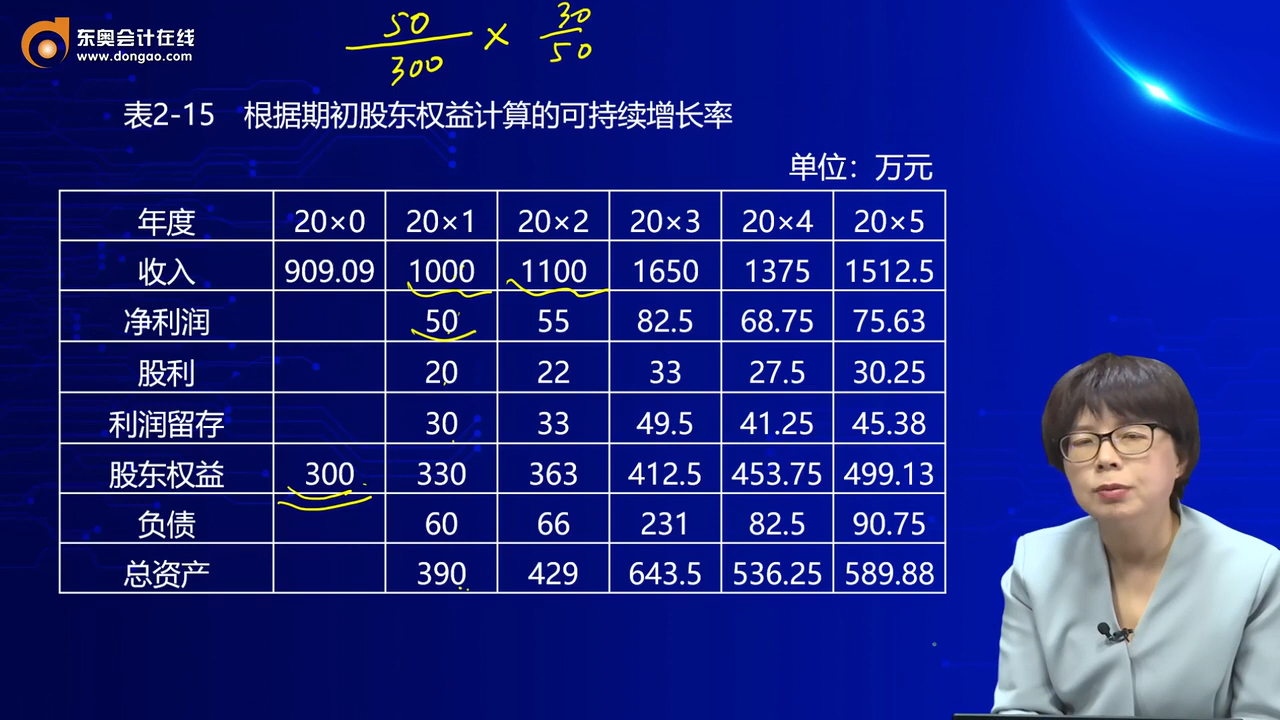 东奥会计在线
www.dongao.com
50/300 × 30/50
表2-15 根据期初股东权益计算的可持续增长率
单位：万元
年度 20×0 20×1 20×2 20×3 20×4 20×5
收入 909.09 1000 1100 1650 1375 1512.5
净利润 50 55 82.5 68.75 75.63
股利 20 22 33 27.5 30.25
利润留存 30 33 49.5 41.25 45.38
股东权益 300 330 363 412.5 453.75 499.13
负债 60 66 231 82.5 90.75
总资产 390 429 643.5 536.25 589.88